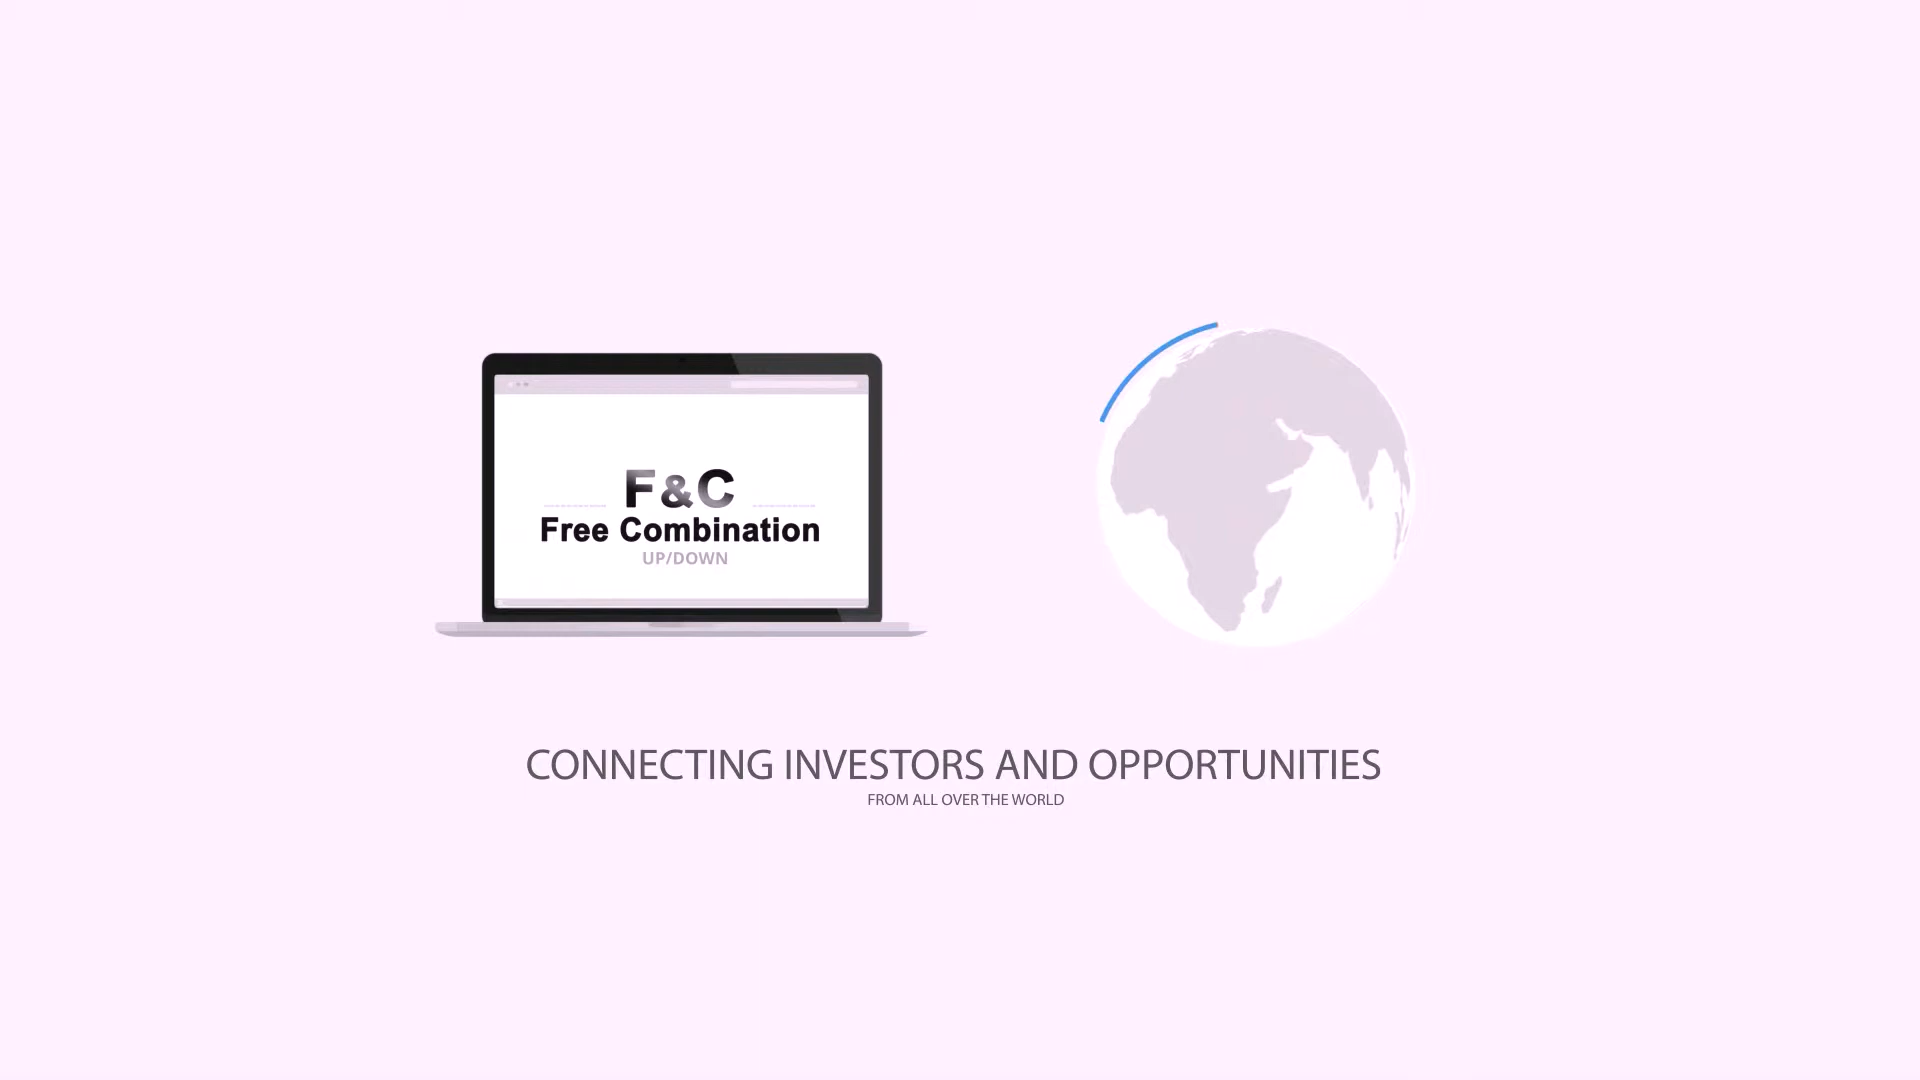 F&C
Free Combination
UP/DOWN
CONNECTING INVESTORS AND OPPORTUNITIES
FROM ALL OVER THE WORLD